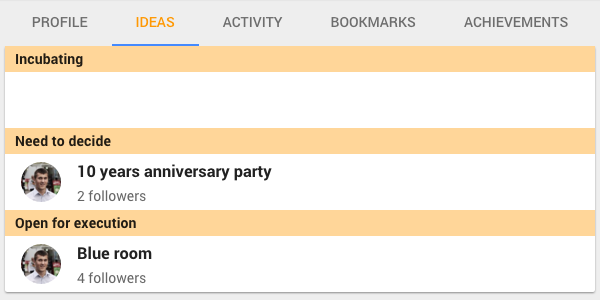 PROFILE IDEAS ACTIVITY BOOKMARKS ACHIEVEMENTS
Incubating
Need to decide
10 years anniversary party
2 followers
Open for execution
Blue room
4 followers